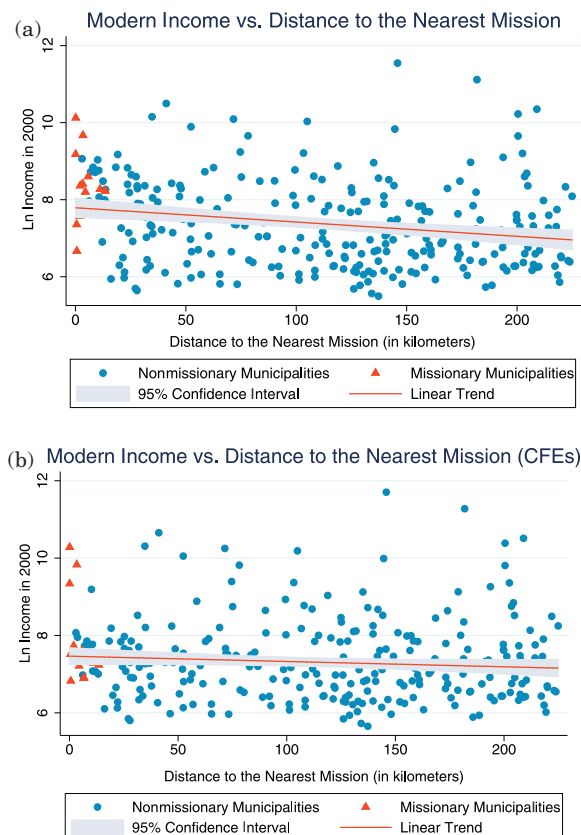 (a) Modern Income vs. Distance to the Nearest Mission
12
10
8
6
Ln Income in 2000
0 50 100 150 200
Distance to the Nearest Mission (in kilometers)
Nonmissionary Municipalities Missionary Municipalities
95% Confidence Interval Linear Trend
(b) Modern Income vs. Distance to the Nearest Mission (CFEs)
12
10
8
6
Ln Income in 2000
0 50 100 150 200
Distance to the Nearest Mission (in kilometers)
Nonmissionary Municipalities Missionary Municipalities
95% Confidence Interval Linear Trend